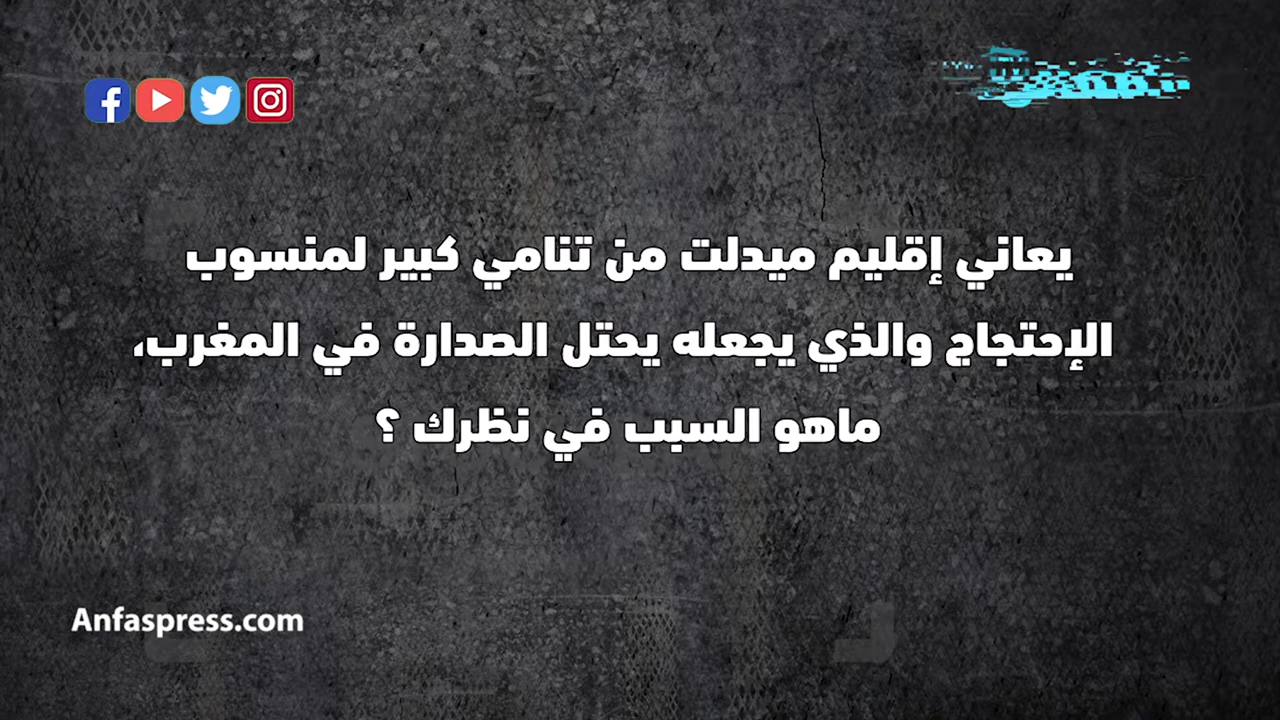 يعاني إقليم ميدلت من تنامي كبير لمنسوب
الإحتجاج والذي يجعله يحتل الصدارة في المغرب،
ماهو السبب في نظرك ؟
Anfaspress.com